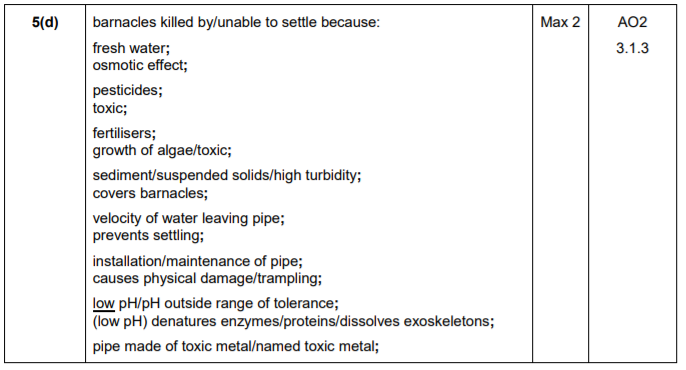 5(d) barnacles killed by/unable to settle because: Max 2 AO2
fresh water; 3.1.3
osmotic effect;
pesticides;
toxic;
fertilisers;
growth of algae/toxic;
sediment/suspended solids/high turbidity;
covers barnacles;
velocity of water leaving pipe;
prevents settling;
installation/maintenance of pipe;
causes physical damage/trampling;
low pH/pH outside range of tolerance;
(low pH) denatures enzymes/proteins/dissolves exoskeletons;
pipe made of toxic metal/named toxic metal;